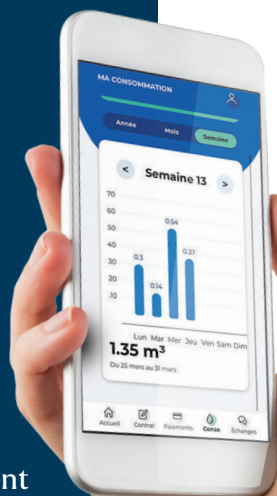 MA CONSOMMATION
Année Mois Semaine
< Semaine 13 >
70
60
50
40
30
20
.10
0.3
0.14
0.54
0.37
Lun Mar Mer Jeu Ven Sam Dim
1.35 m³
Du 25 mars au 31 mars
Accueil Contrat Paiements Conso Échanges
nt